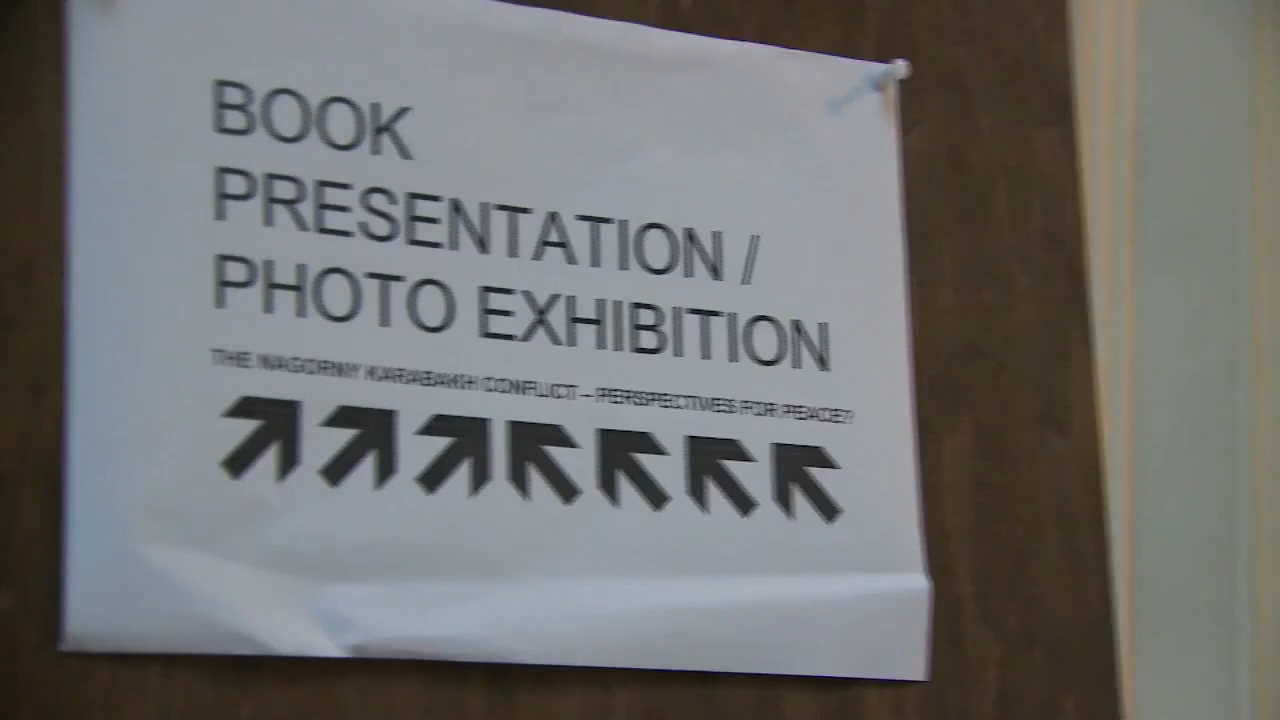 BOOK
PRESENTATION /
PHOTO EXHIBITION
THE NAGORNY KARABAKH CONFLICT – PERSPECTIVES FOR PEACE?